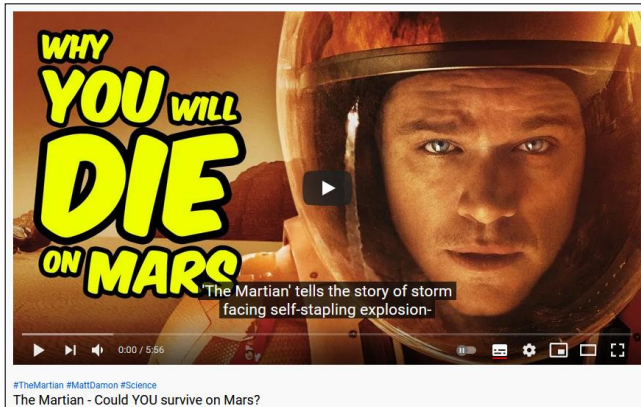 WHY
YOU WILL
DIE
ON MARS
'The Martian' tells the story of storm
facing self-stapling explosion-
0:00 / 5:56
#TheMartian #MattDamon #Science
The Martian - Could YOU survive on Mars?